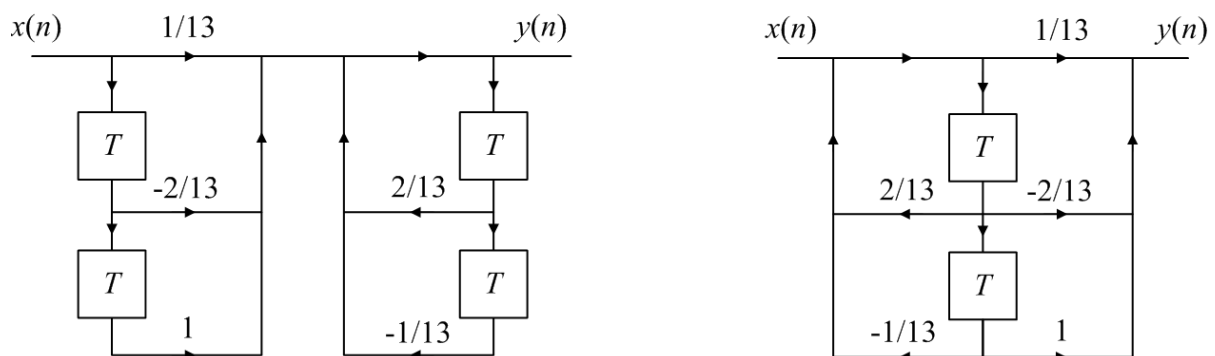 x(n) 1/13 y(n) x(n) 1/13 y(n)
T T T
-2/13 2/13 2/13 -2/13
T T T
1 -1/13 -1/13 1